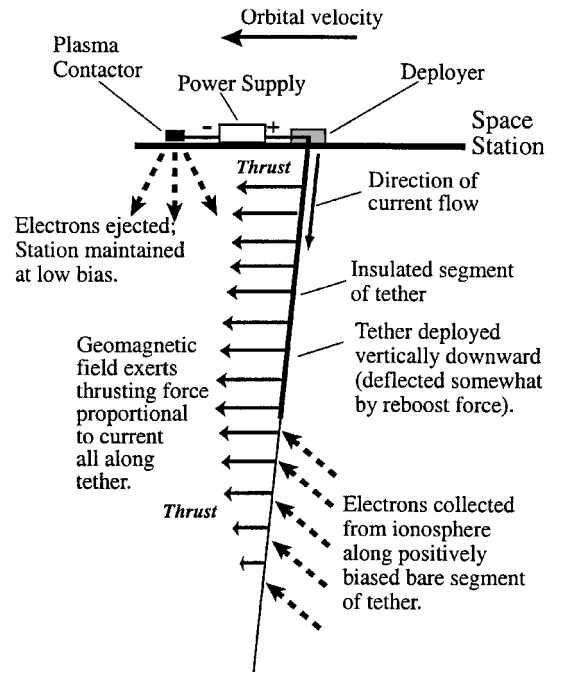 Orbital velocity
Plasma
Contactor
Power Supply
Deployer
- +
Space
Station
Thrust
Direction of
current flow
Electrons ejected;
Station maintained
at low bias.
Insulated segment
of tether
Geomagnetic
field exerts
thrusting force
proportional
to current
all along
tether.
Tether deployed
vertically downward
(deflected somewhat
by reboost force).
Thrust
Electrons collected
from ionosphere
along positively
biased bare segment
of tether.